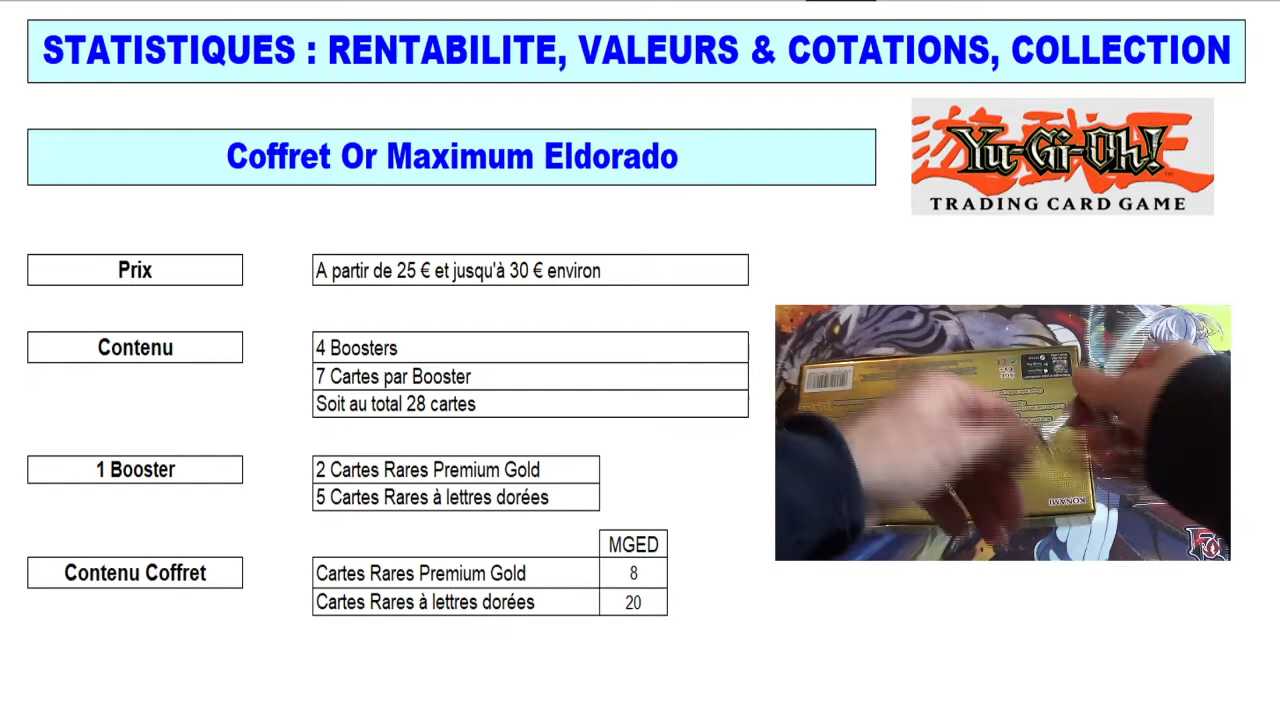 STATISTIQUES : RENTABILITE, VALEURS & COTATIONS, COLLECTION
Coffret Or Maximum Eldorado
Yu-Gi-Oh!
TRADING CARD GAME
Prix
A partir de 25 € et jusqu'à 30 € environ
Contenu
4 Boosters
7 Cartes par Booster
Soit au total 28 cartes
1 Booster
2 Cartes Rares Premium Gold
5 Cartes Rares à lettres dorées
MGED
Contenu Coffret
Cartes Rares Premium Gold
8
Cartes Rares à lettres dorées
20
KONAMI